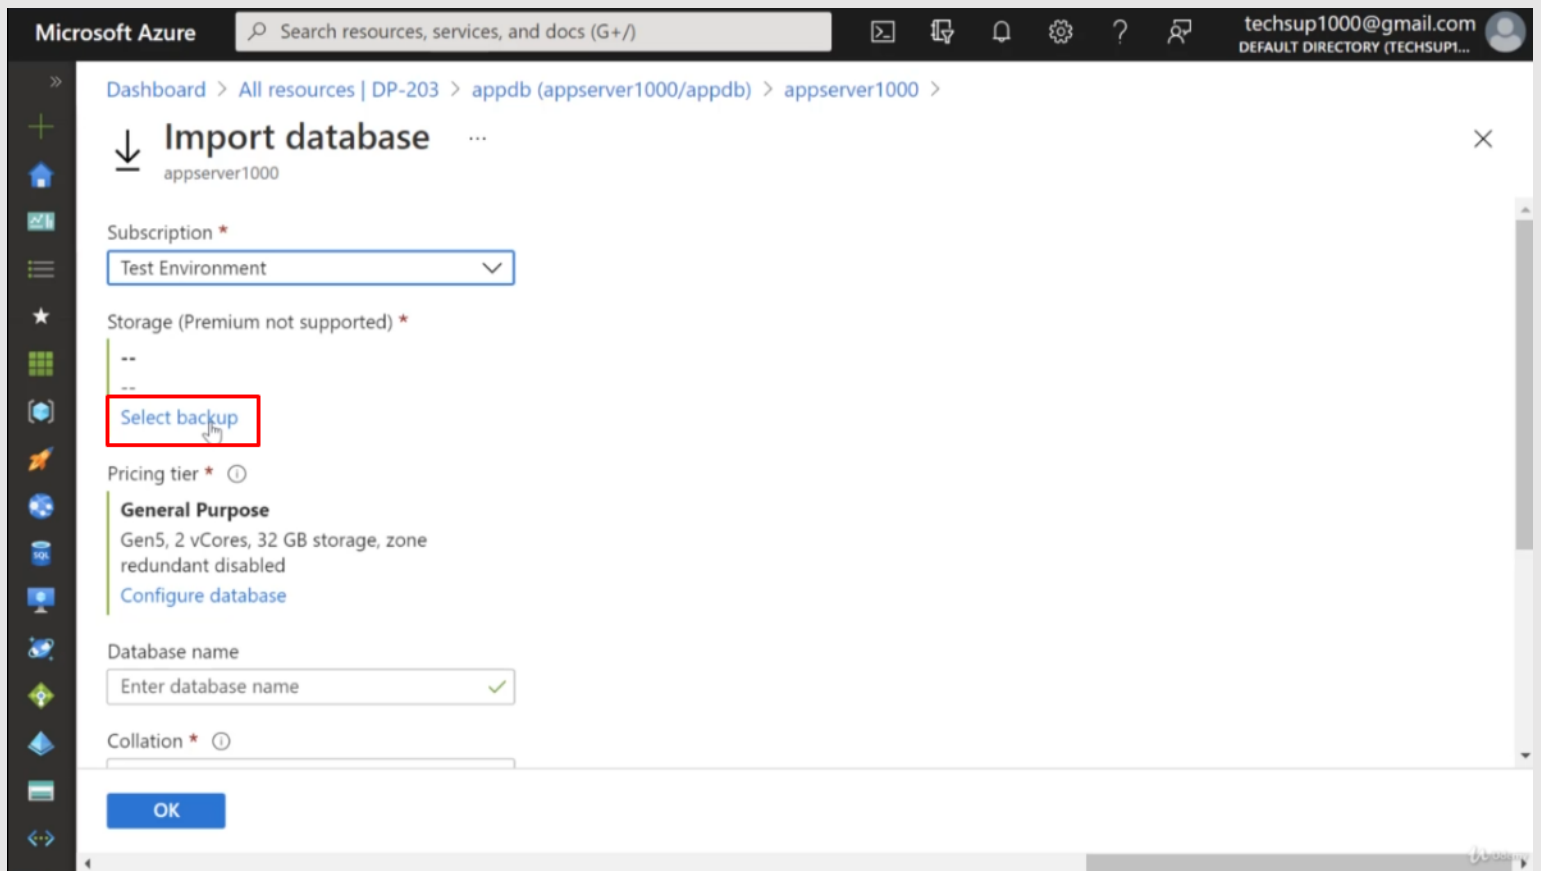 Microsoft Azure
Search resources, services, and docs (G+/)
techsup1000@gmail.com
DEFAULT DIRECTORY (TECHSUP1...
Dashboard > All resources | DP-203 > appdb (appserver1000/appdb) > appserver1000 >
Import database ...
appserver1000
Subscription *
Test Environment
Storage (Premium not supported) *
--
--
Select backup
Pricing tier *
General Purpose
Gen5, 2 vCores, 32 GB storage, zone
redundant disabled
Configure database
Database name
Enter database name
Collation *
OK
SQL